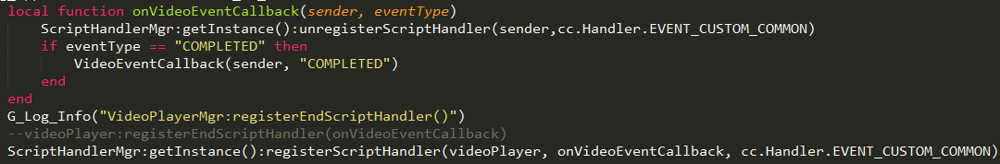 local function onVideoEventCallback(sender, eventType)
ScriptHandlerMgr:getInstance():unregisterScriptHandler(sender,cc.Handler.EVENT_CUSTOM_COMMON)
if eventType == "COMPLETED" then
VideoEventCallback(sender, "COMPLETED")
end
end
G_Log_Info("VideoPlayerMgr:registerEndScriptHandler()")
--videoPlayer:registerEndScriptHandler(onVideoEventCallback)
ScriptHandlerMgr:getInstance():registerScriptHandler(videoPlayer, onVideoEventCallback, cc.Handler.EVENT_CUSTOM_COMMON)